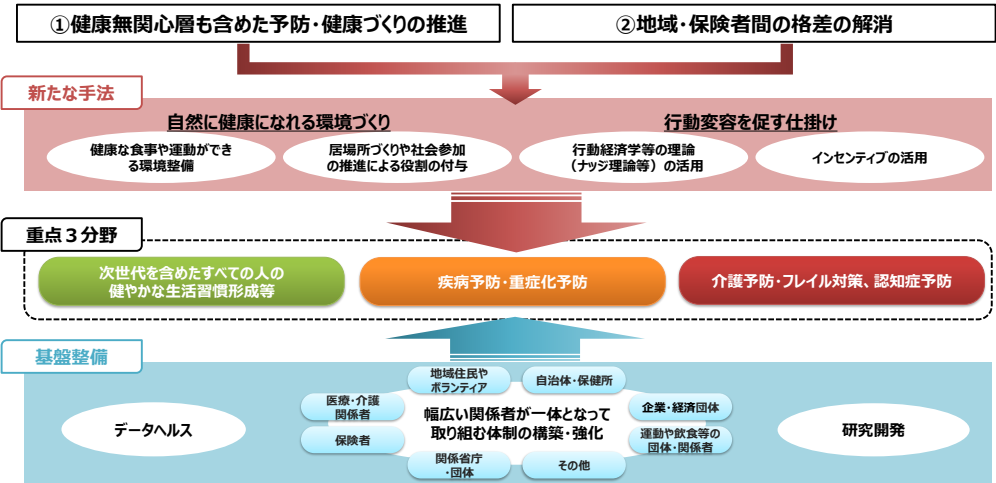 ①健康無関心層も含めた予防・健康づくりの推進
②地域・保険者間の格差の解消
新たな手法
自然に健康になれる環境づくり
行動変容を促す仕掛け
健康な食事や運動ができ
る環境整備
居場所づくりや社会参加
の推進による役割の付与
行動経済学等の理論
（ナッジ理論等）の活用
インセンティブの活用
重点３分野
次世代を含めたすべての人の
健やかな生活習慣形成等
疾病予防・重症化予防
介護予防・フレイル対策、認知症予防
基盤整備
データヘルス
地域住民や
ボランティア
自治体・保健所
医療・介護
関係者
企業・経済団体
幅広い関係者が一体となって
取り組む体制の構築・強化
保険者
運動や飲食等の
団体・関係者
関係省庁
・団体
その他
研究開発